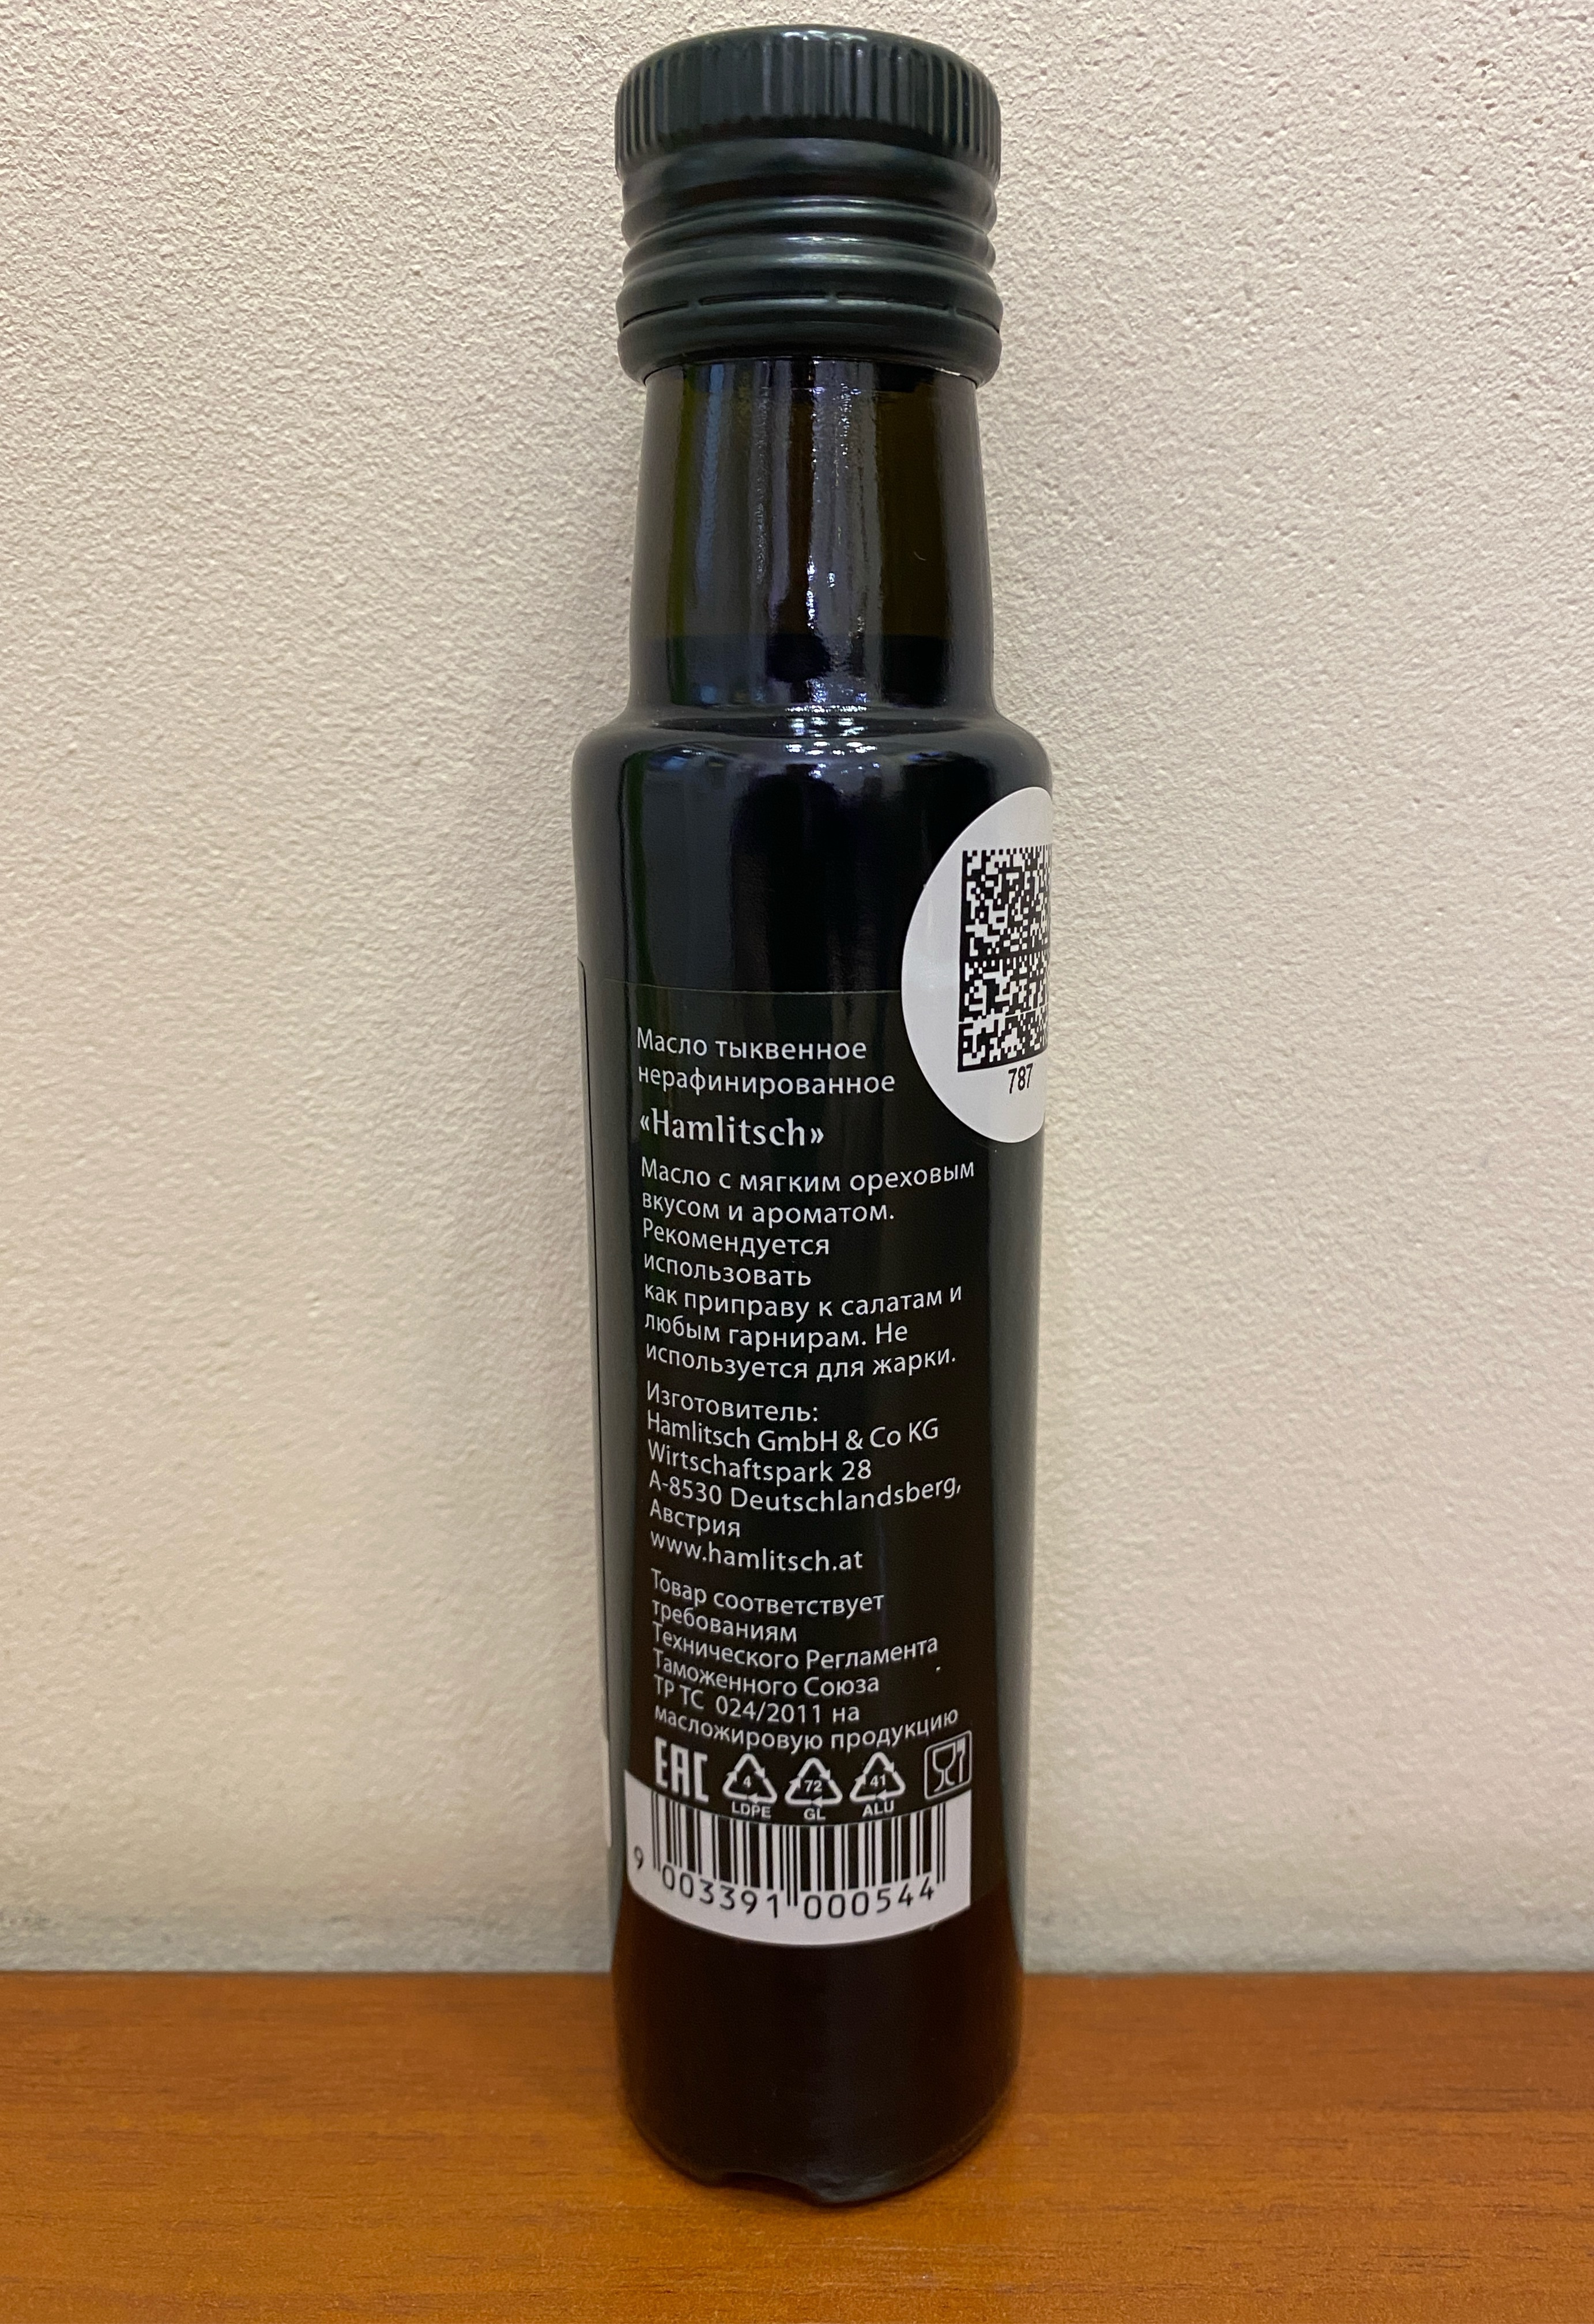 787
Масло тыквенное
нерафинированное
«Hamlitsch»
Масло с мягким ореховым
вкусом и ароматом.
Рекомендуется
использовать
как приправу к салатам и
любым гарнирам. Не
используется для жарки.
Изготовитель:
Hamlitsch GmbH & Co KG
Wirtschaftspark 28
A-8530 Deutschlandsberg,
Австрия
www.hamlitsch.at
Товар соответствует
требованиям
Технического Регламента
Таможенного Союза
ТР ТС 024/2011 на
масложировую продукцию
EAC 4 72 41
LDPE GL ALU
9 003391 000544